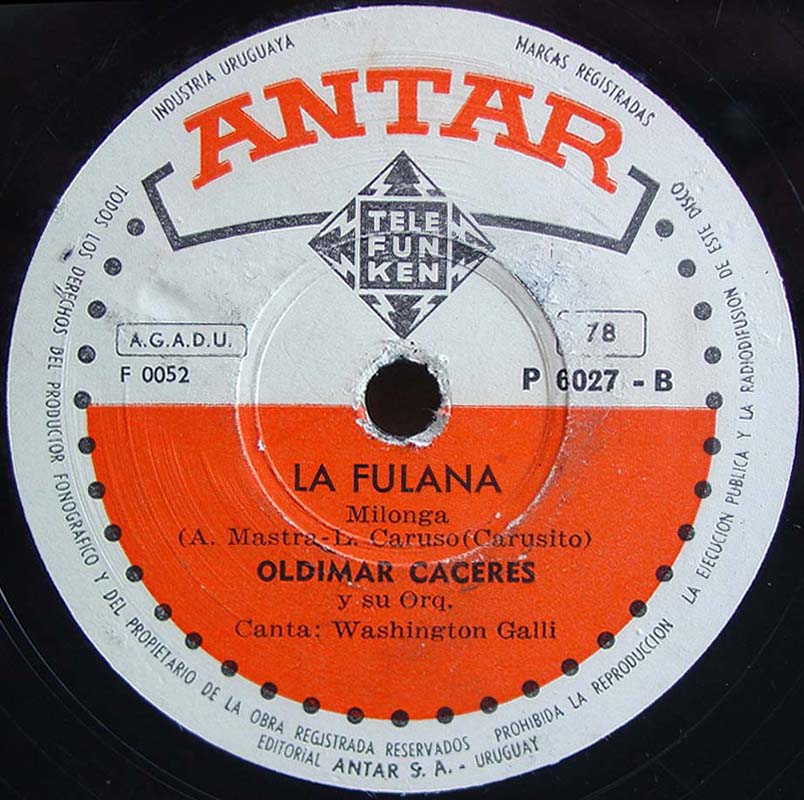 INDUSTRIA URUGUAYA
MARCAS REGISTRADAS
ANTAR
TELE
FUN
KEN
A.G.A.D.U.
78
F 0052
P 6027 - B
LA FULANA
Milonga
(A. Mastra-L. Caruso(Carusito)
OLDIMAR CACERES
y su Orq.
Canta: Washington Galli
TODOS LOS DERECHOS DEL PRODUCTOR FONOGRAFICO Y DEL PROPIETARIO DE LA OBRA REGISTRADA RESERVADOS PROHIBIDA LA REPRODUCCION LA EJECUCION PUBLICA Y LA RADIODIFUSION DE ESTE DISCO
EDITORIAL ANTAR S. A. - URUGUAY